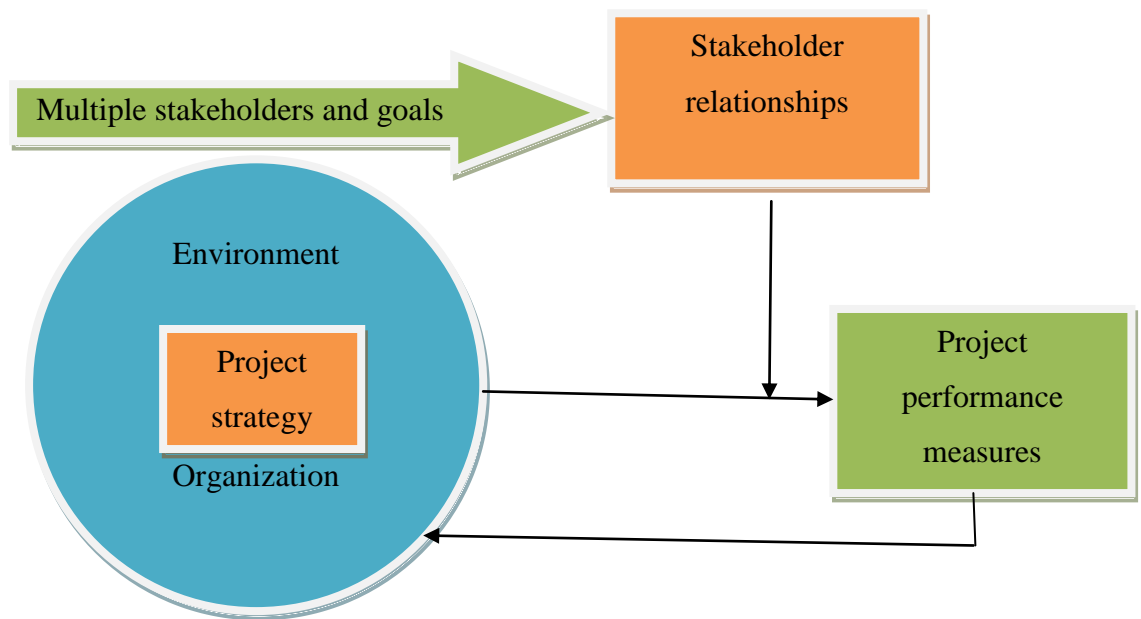 Stakeholder
relationships
Multiple stakeholders and goals
Environment
Project
strategy
Organization
Project
performance
measures